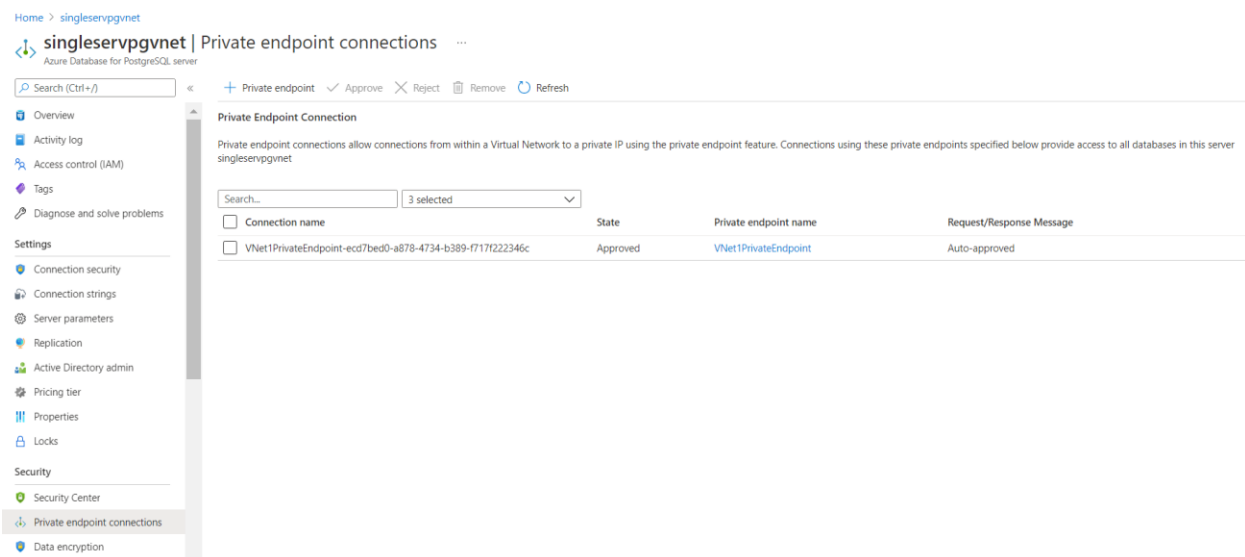 Home > singleservpgvnet
singleservpgvnet | Private endpoint connections ...
Azure Database for PostgreSQL server
Search (Ctrl+/)
«
Overview
Activity log
Access control (IAM)
Tags
Diagnose and solve problems
Settings
Connection security
Connection strings
Server parameters
Replication
Active Directory admin
Pricing tier
Properties
Locks
Security
Security Center
Private endpoint connections
Data encryption
+ Private endpoint Approve Reject Remove Refresh
Private Endpoint Connection
Private endpoint connections allow connections from within a Virtual Network to a private IP using the private endpoint feature. Connections using these private endpoints specified below provide access to all databases in this server
singleservpgvnet
Search... 3 selected
Connection name State Private endpoint name Request/Response Message
VNet1PrivateEndpoint-ecd7bed0-a878-4734-b389-f717f222346c Approved VNet1PrivateEndpoint Auto-approved